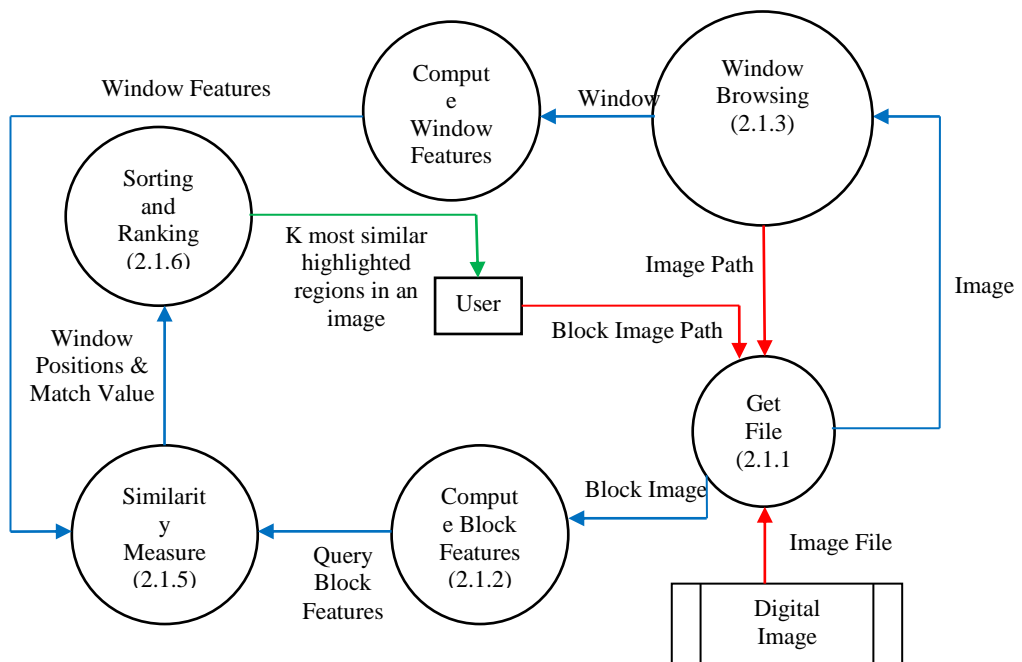 Window Features
Comput
e
Window
Features
Window
Window
Browsing
(2.1.3)
Sorting
and
Ranking
(2.1.6)
K most similar
highlighted
regions in an
image
User
Image Path
Image
Block Image Path
Window
Positions &
Match Value
Get
File
(2.1.1
Similarit
y
Measure
(2.1.5)
Query
Block
Features
Comput
e Block
Features
(2.1.2)
Block Image
Image File
Digital
Image